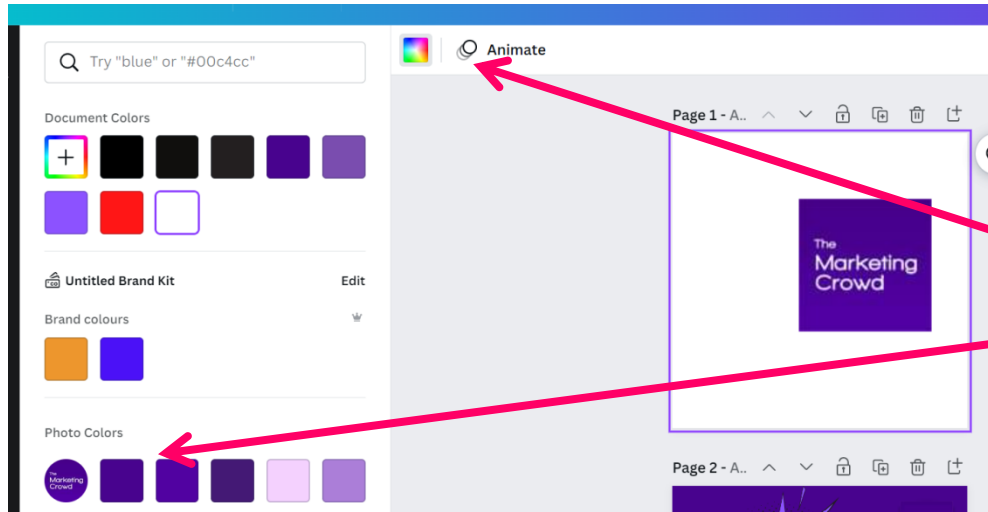 Try "blue" or "#00c4cc"
Animate
Document Colors
Page 1 - A..
The
Marketing
Crowd
Untitled Brand Kit
Edit
Brand colours
Photo Colors
The
Marketing
Crowd
Page 2 - A..